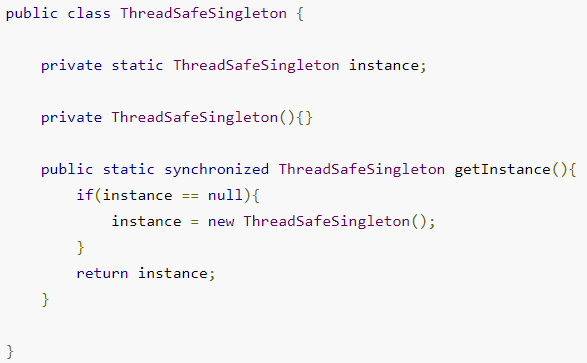 public class ThreadSafeSingleton {
private static ThreadSafeSingleton instance;
private ThreadSafeSingleton(){}
public static synchronized ThreadSafeSingleton getInstance(){
if(instance == null){
instance = new ThreadSafeSingleton();
}
return instance;
}
}